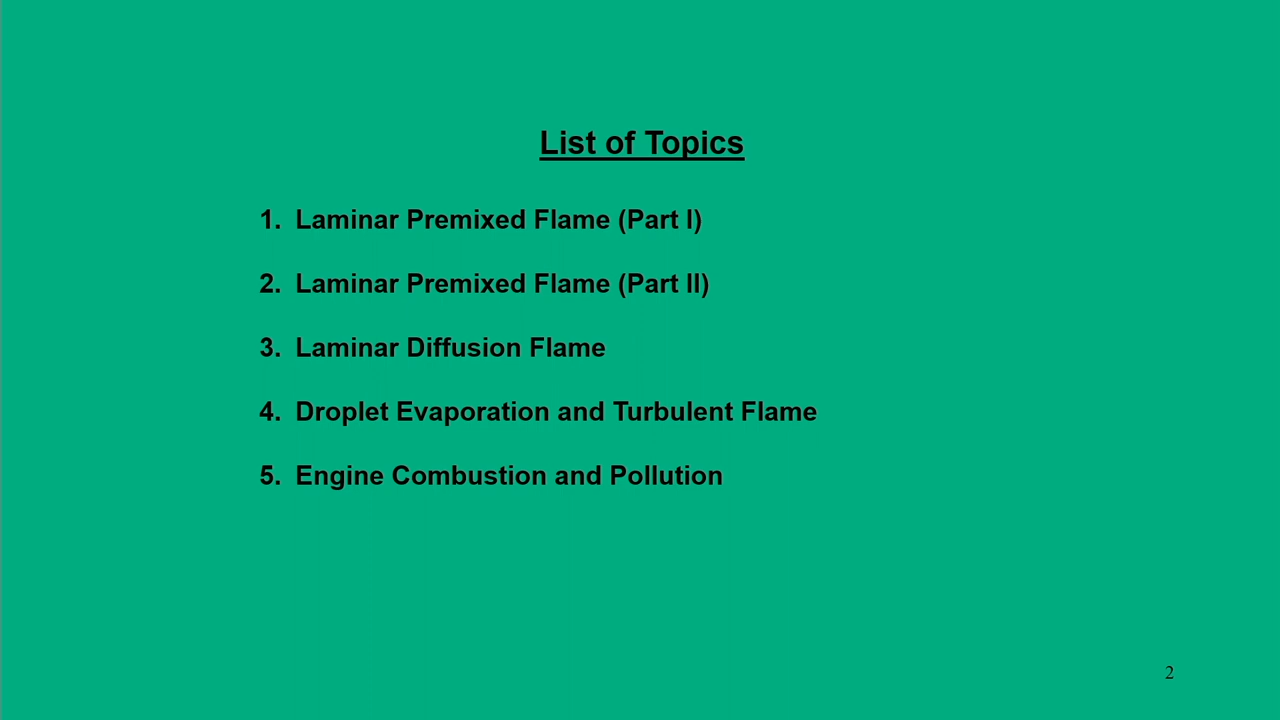 List of Topics
1. Laminar Premixed Flame (Part I)
2. Laminar Premixed Flame (Part II)
3. Laminar Diffusion Flame
4. Droplet Evaporation and Turbulent Flame
5. Engine Combustion and Pollution
2